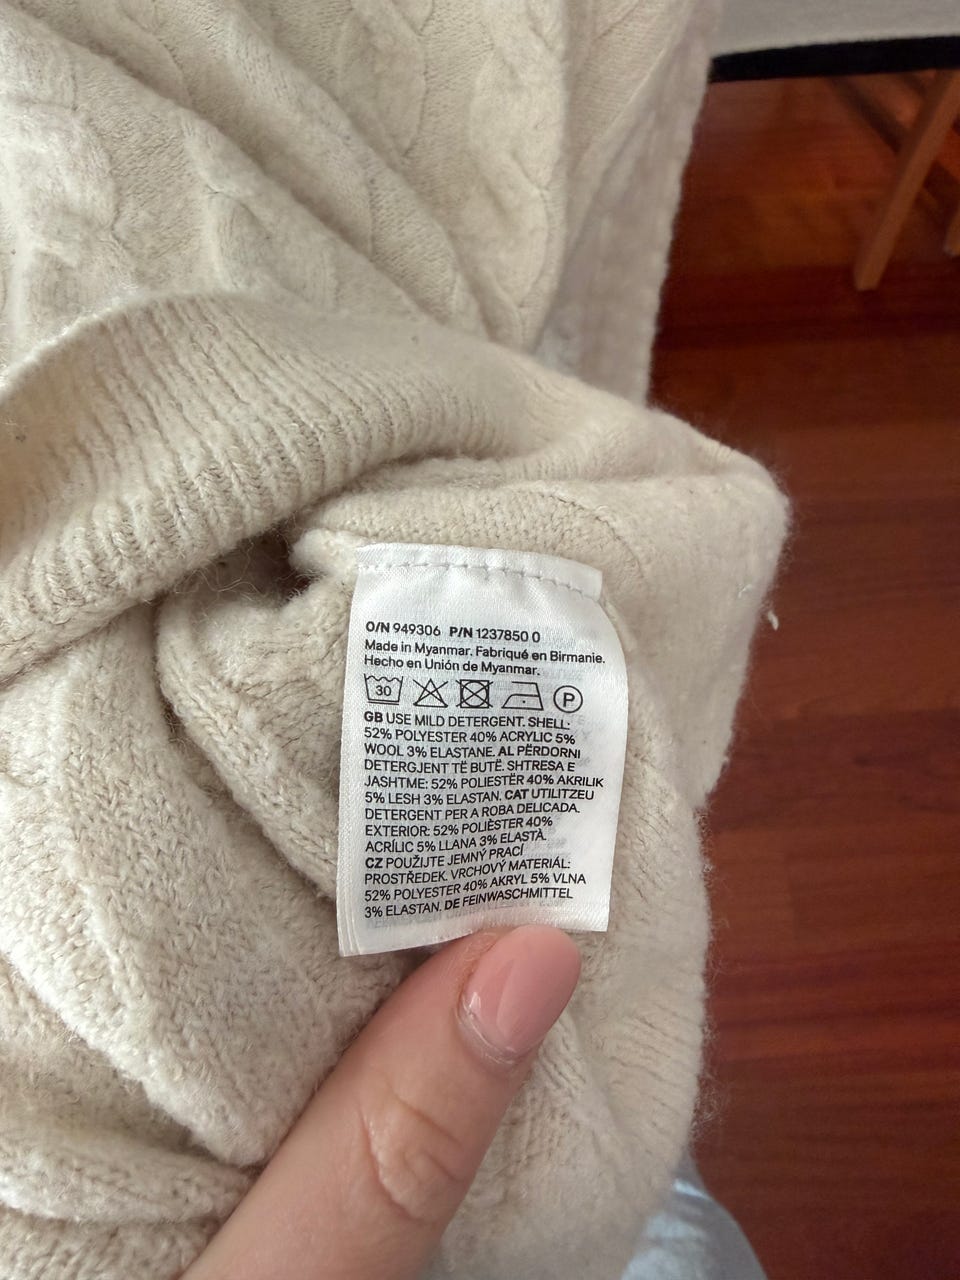 O/N 949306 P/N 1237850 0
Made in Myanmar. Fabriqué en Birmanie.
Hecho en Unión de Myanmar.
30 P
GB USE MILD DETERGENT. SHELL:
52% POLYESTER 40% ACRYLIC 5%
WOOL 3% ELASTANE. AL PËRDORNI
DETERGJENT TË BUTË. SHTRESA E
JASHTME: 52% POLIESTËR 40% AKRILIK
5% LESH 3% ELASTAN. CAT UTILITZEU
DETERGENT PER A ROBA DELICADA.
EXTERIOR: 52% POLIÈSTER 40%
ACRÍLIC 5% LLANA 3% ELASTÀ.
CZ POUŽIJTE JEMNÝ PRACÍ
PROSTŘEDEK. VRCHOVÝ MATERIÁL:
52% POLYESTER 40% AKRYL 5% VLNA
3% ELASTAN. DE FEINWASCHMITTEL